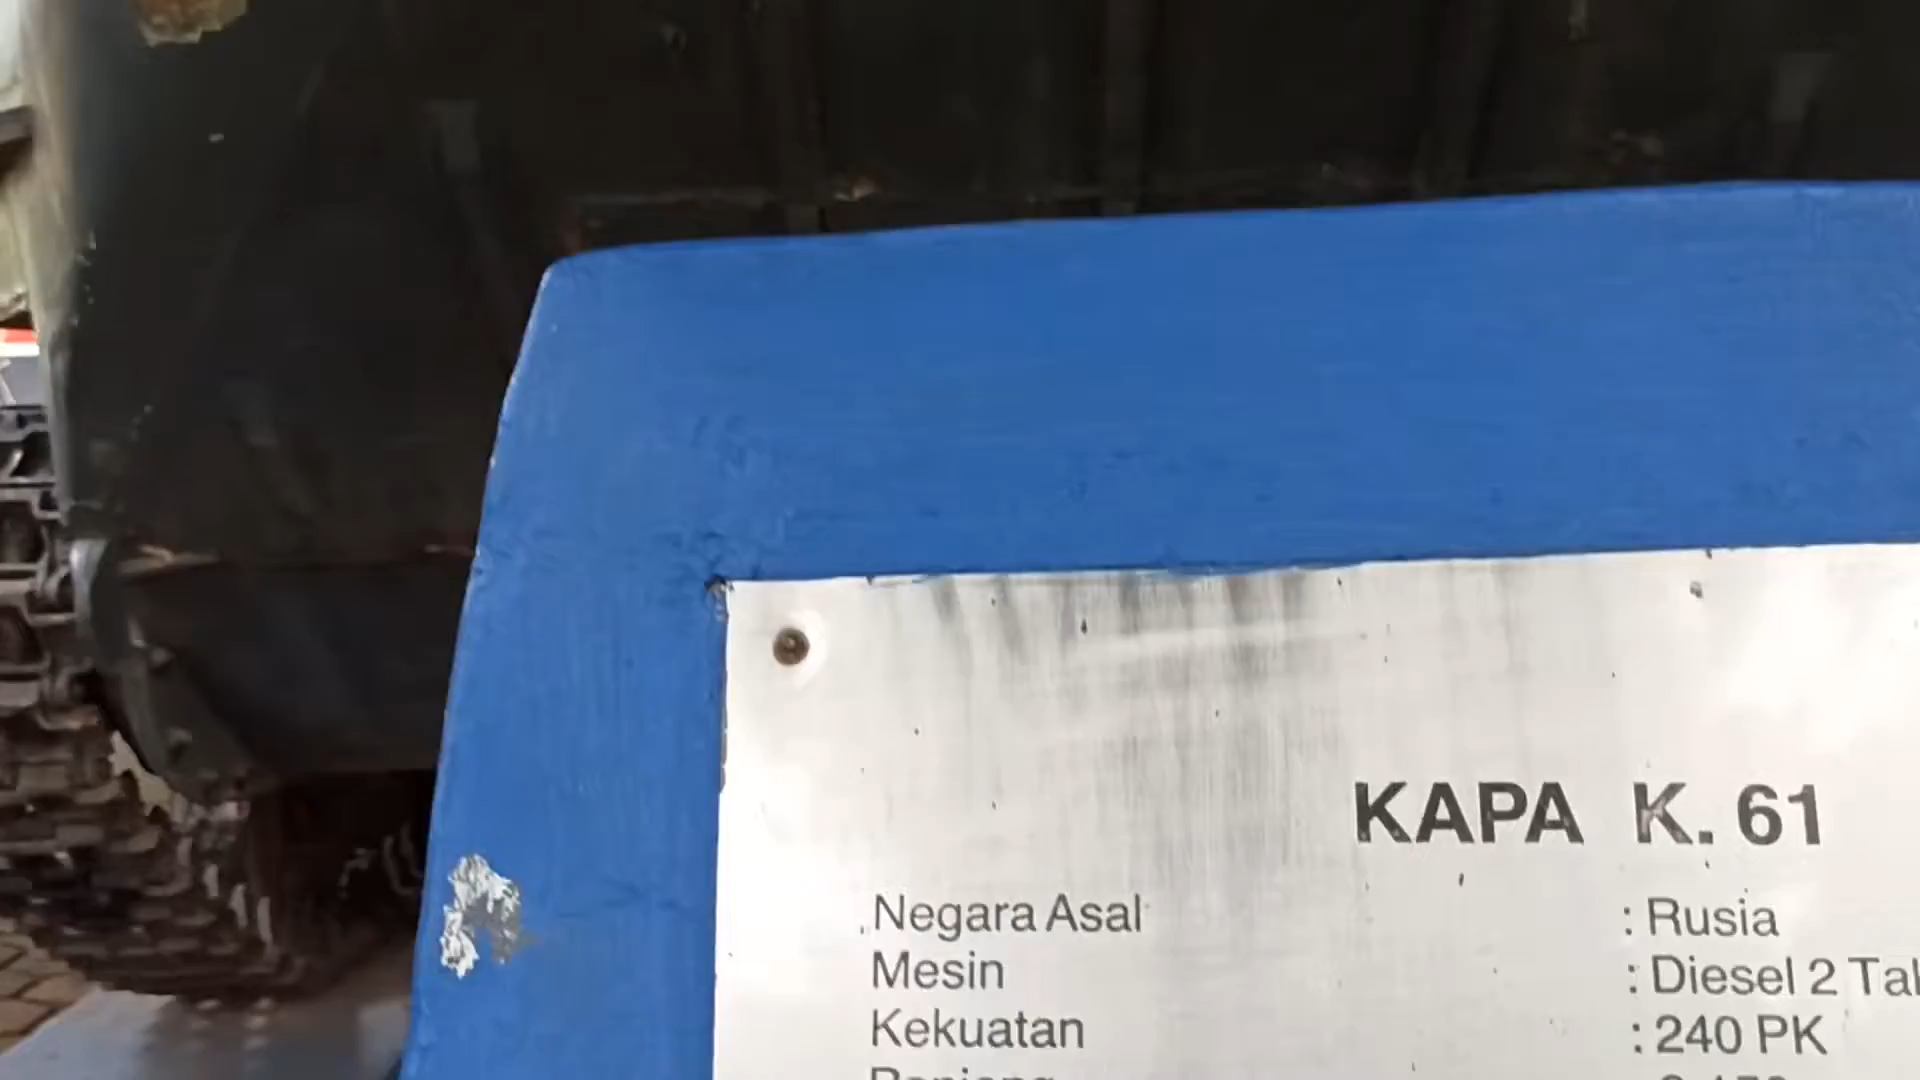 KAPA K. 61
Negara Asal : Rusia
Mesin : Diesel 2
Kekuatan : 240 PK